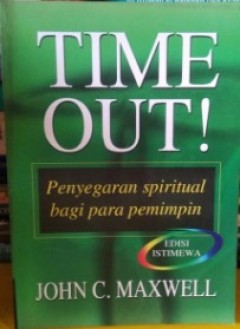 TIME
OUT!
Penyegaran spiritual
bagi para pemimpin
EDISI
ISTIMEWA
JOHN C. MAXWELL